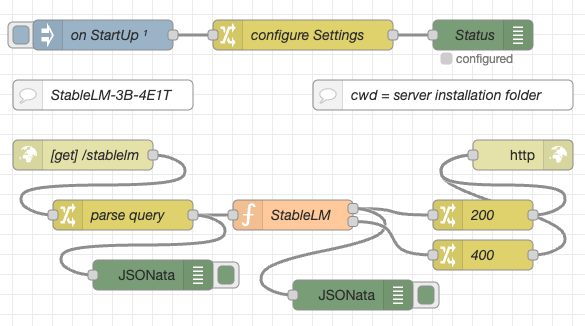 on StartUp ¹
configure Settings
Status
configured
StableLM-3B-4E1T
cwd = server installation folder
[get] /stablelm
http
parse query
StableLM
200
400
JSONata
JSONata